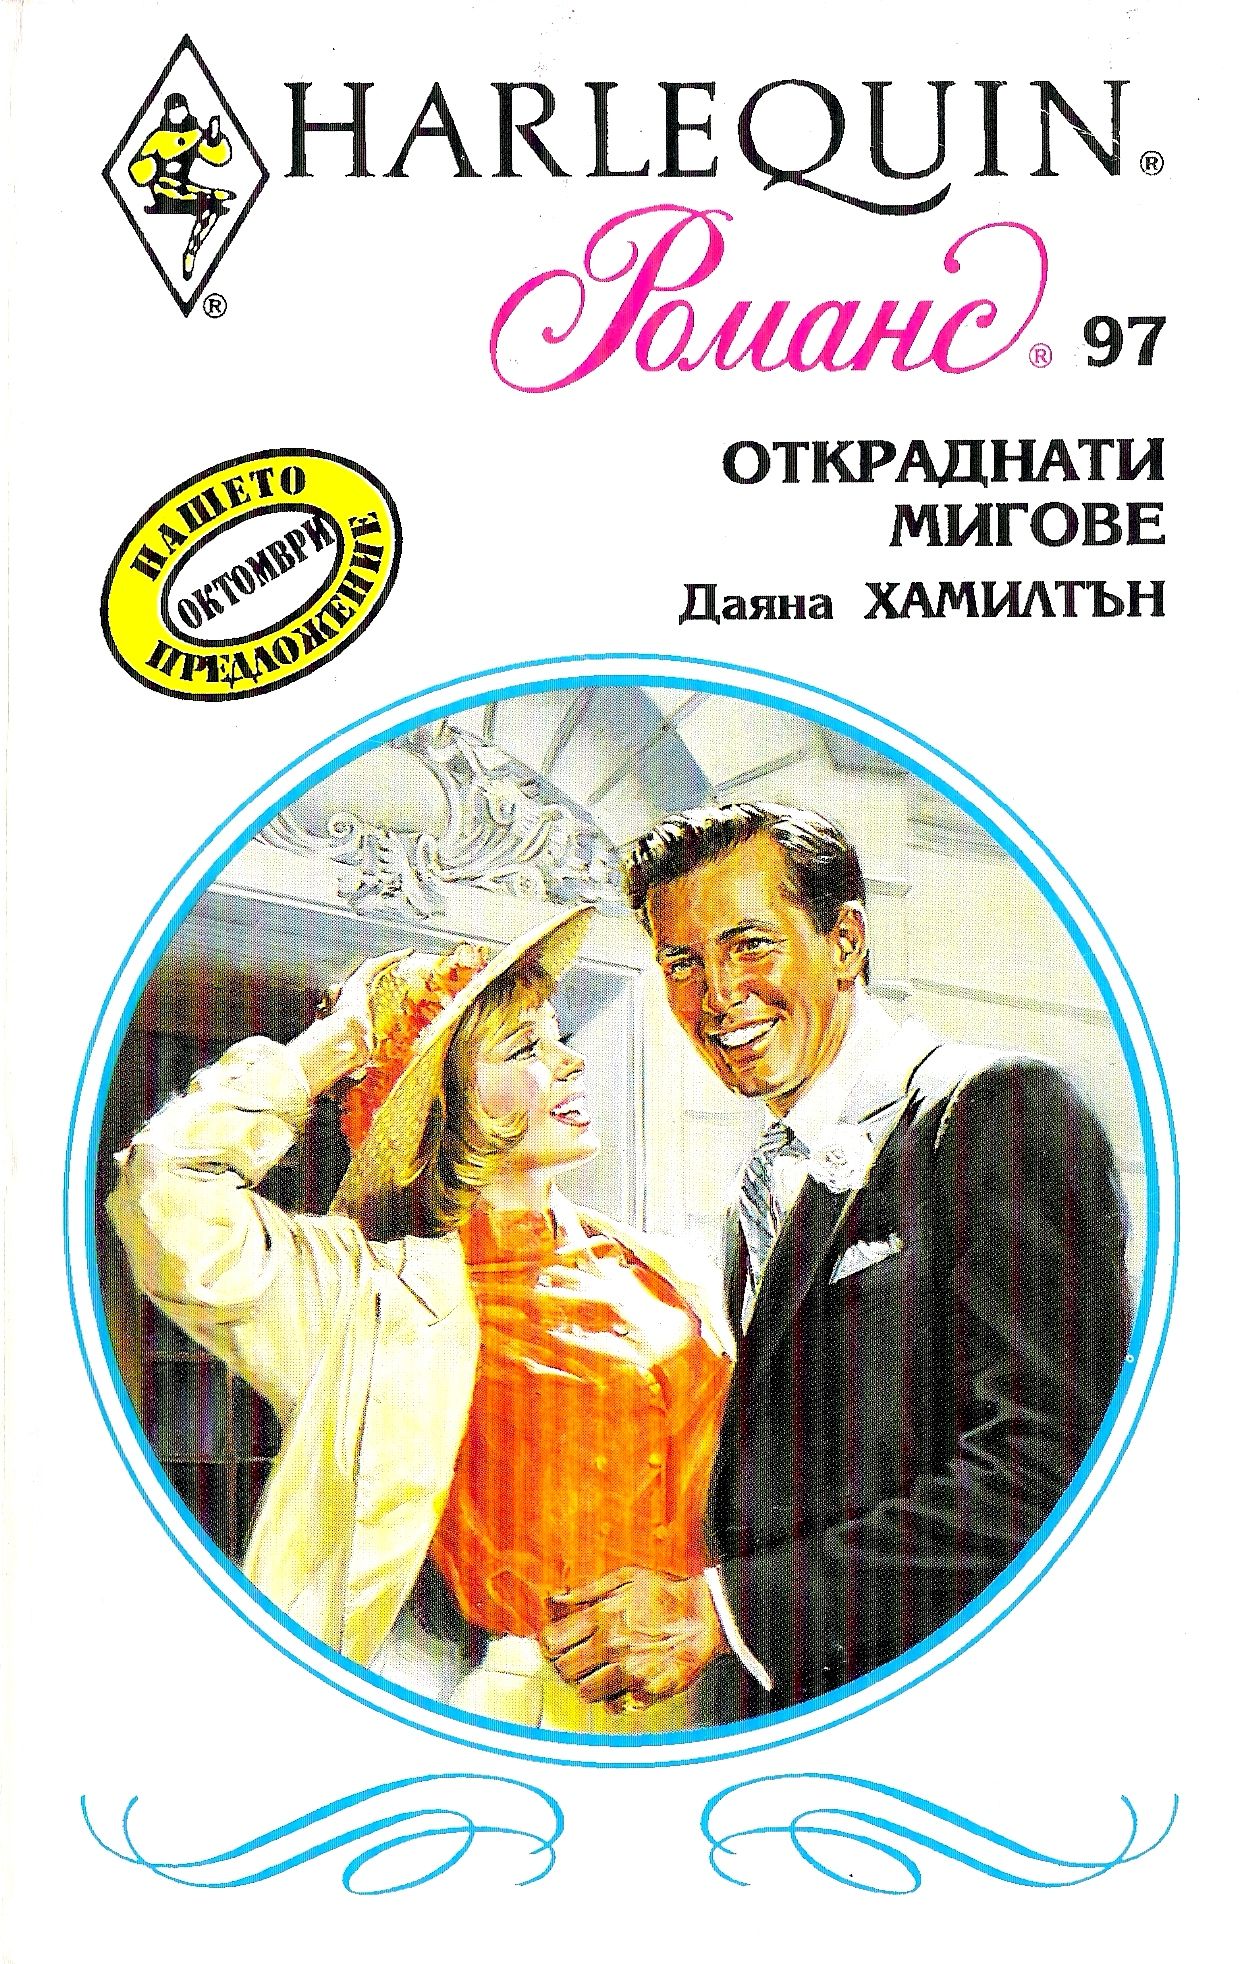 HARLEQUIN®
Романс® 97
®
ОТКРАДНАТИ
МИГОВЕ
Даяна ХАМИЛТЪН
НАШЕТО
ОКТОМВРИ
ПРЕДЛОЖЕНИЕ